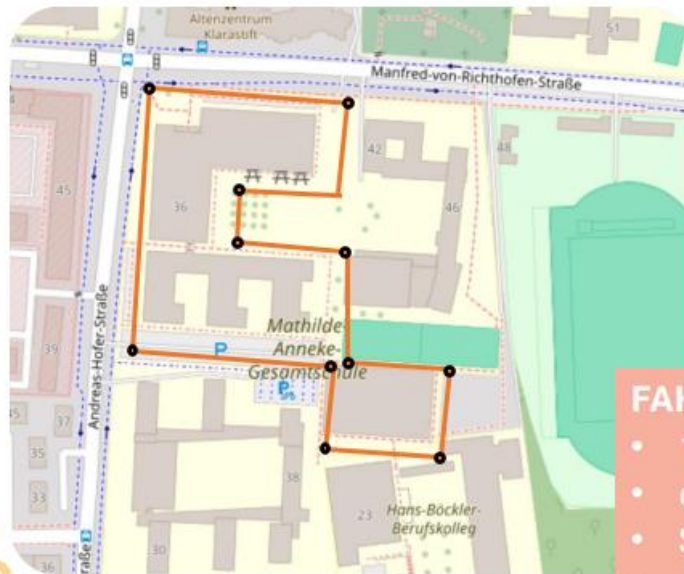 Altenzentrum
Klarastift
51
Manfred-von-Richthofen-Straße
45
42
48
36
46
Andreas-Hofer-Straße
39
P
Mathilde-
Anneke-
Gesamtschule
P
45
37
35
38
33
23
Hans-Böckler-
Berufskolleg
30
36